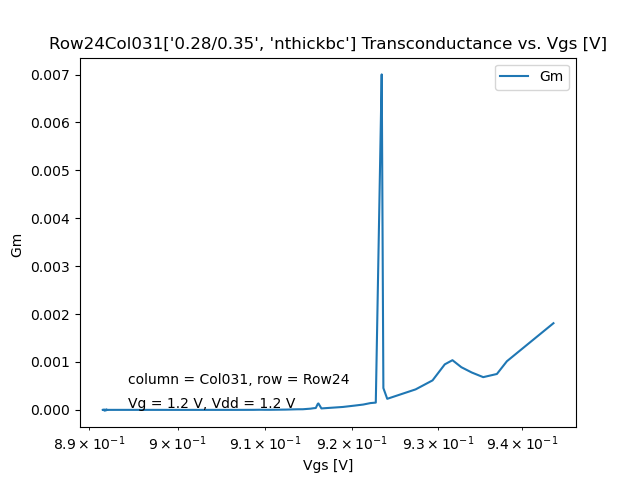 Row24Col031['0.28/0.35', 'nthickbc'] Transconductance vs. Vgs [V]
Gm
0.007
0.006
0.005
0.004
0.003
0.002
0.001
0.000
Gm
column = Col031, row = Row24
Vg = 1.2 V, Vdd = 1.2 V
8.9 × 10⁻¹ 9 × 10⁻¹ 9.1 × 10⁻¹ 9.2 × 10⁻¹ 9.3 × 10⁻¹ 9.4 × 10⁻¹
Vgs [V]